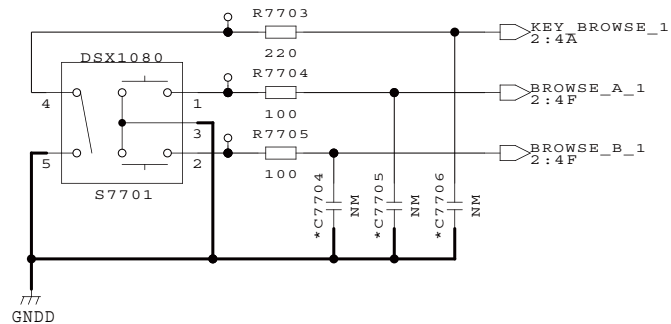 R7703
KEY_BROWSE_1
2:4A
220
DSX1080
R7704
BROWSE_A_1
2:4F
4
1
100
3
R7705
BROWSE_B_1
2:4F
5
2
100
S7701
*C7704
NM
*C7705
NM
*C7706
NM
GNDD